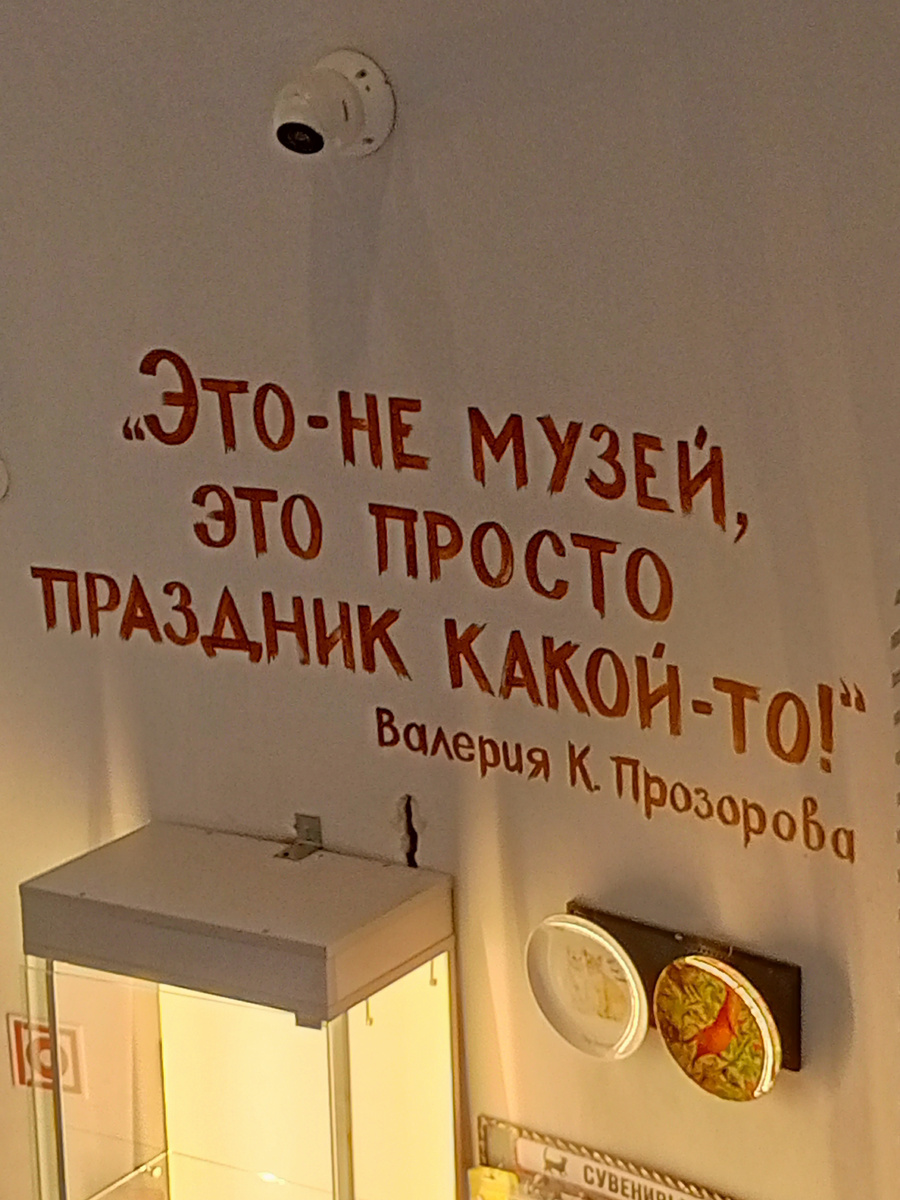 „Это-не музей,
это просто
праздник какой-то!“
Валерия К. Прозорова